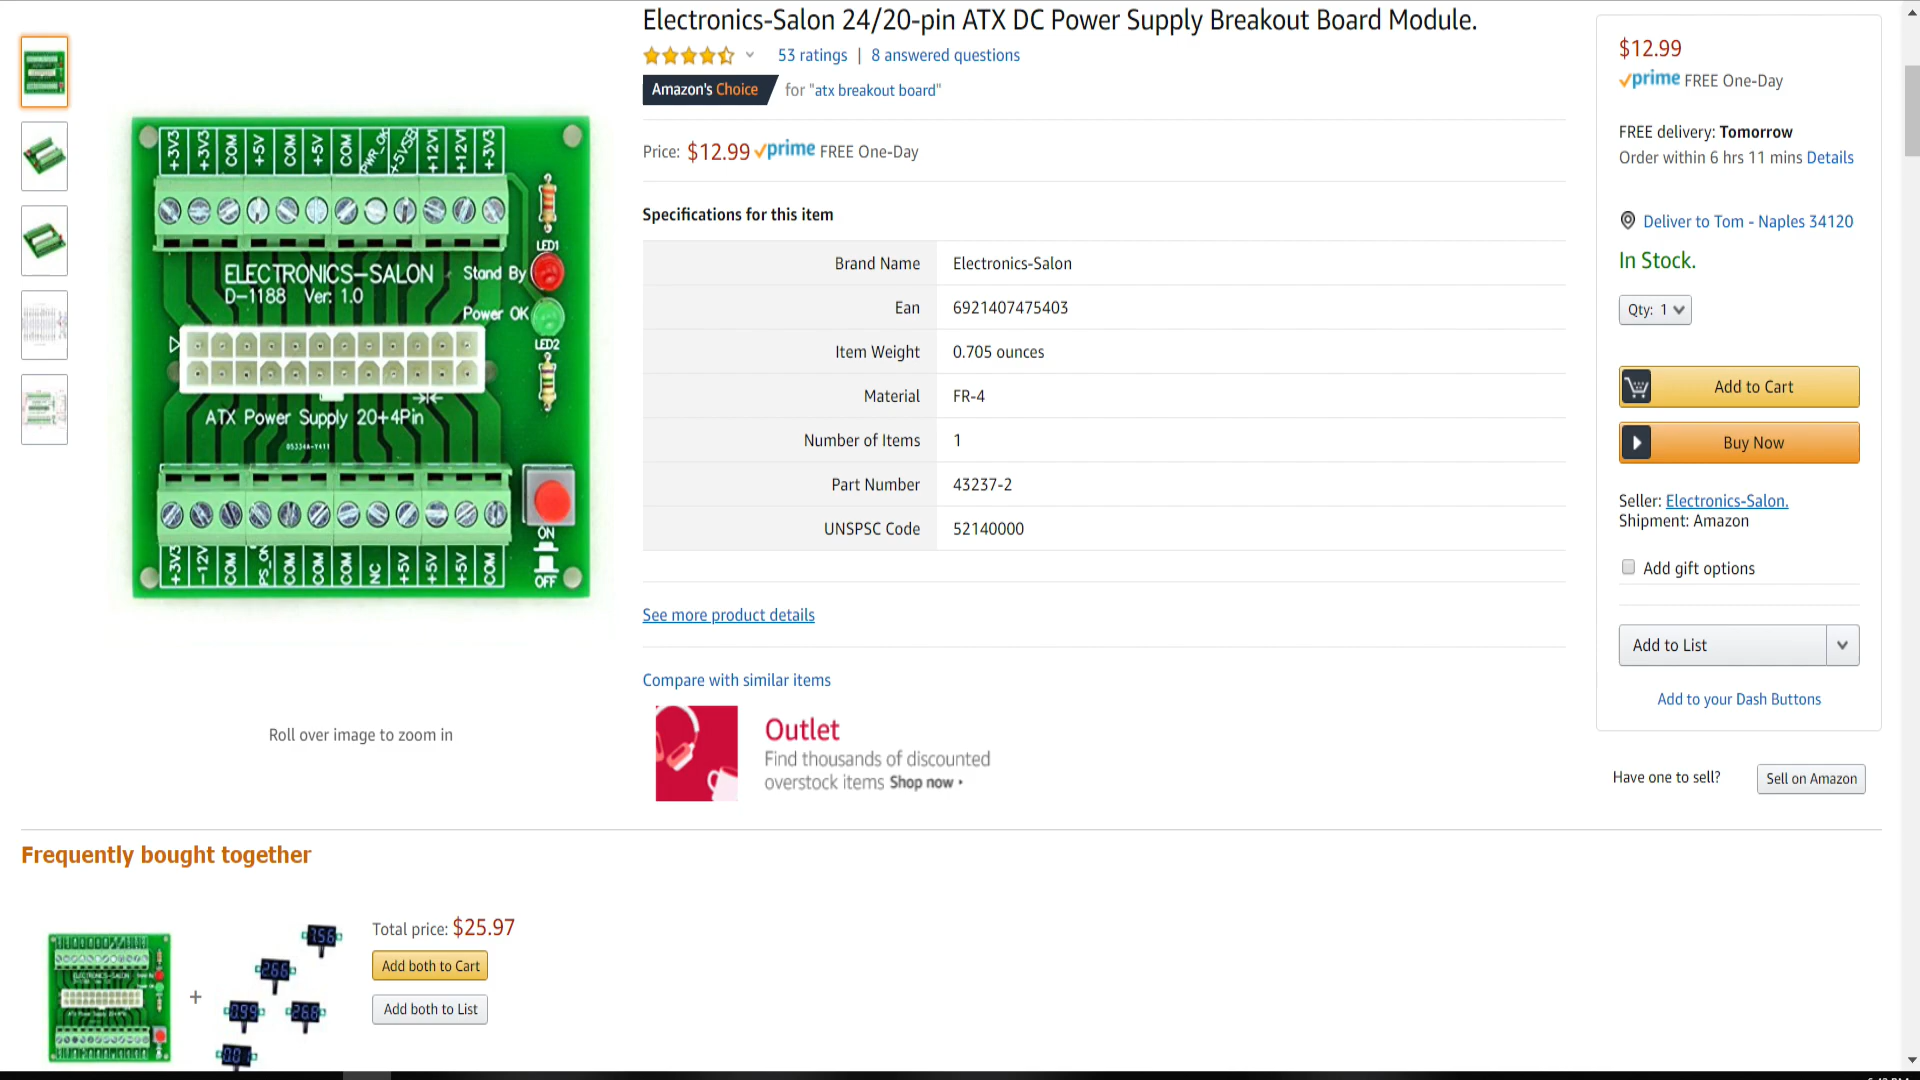 Electronics-Salon 24/20-pin ATX DC Power Supply Breakout Board Module.
53 ratings | 8 answered questions
Amazon's Choice for "atx breakout board"
Price: $12.99 prime FREE One-Day
Specifications for this item
Brand Name Electronics-Salon
Ean 6921407475403
Item Weight 0.705 ounces
Material FR-4
Number of Items 1
Part Number 43237-2
UNSPSC Code 52140000
See more product details
Compare with similar items
Outlet
Find thousands of discounted
overstock items Shop now
+3V3 +3V3 COM +5V COM +5V COM PWR_OK +5VSB +12V1 +12V1 +3V3
LED1
ELECTRONICS-SALON
Stand By
D-1188 Ver: 1.0
Power OK
LED2
ATX Power Supply 20+4Pin
ON
+3V3 -12V COM PS_ON COM COM COM NC +5V +5V +5V COM
OFF
Roll over image to zoom in
$12.99
prime FREE One-Day
FREE delivery: Tomorrow
Order within 6 hrs 11 mins Details
Deliver to Tom - Naples 34120
In Stock.
Qty: 1
Add to Cart
Buy Now
Seller: Electronics-Salon.
Shipment: Amazon
Add gift options
Add to List
Add to your Dash Buttons
Have one to sell? Sell on Amazon
Frequently bought together
Total price: $25.97
Add both to Cart
+
Add both to List